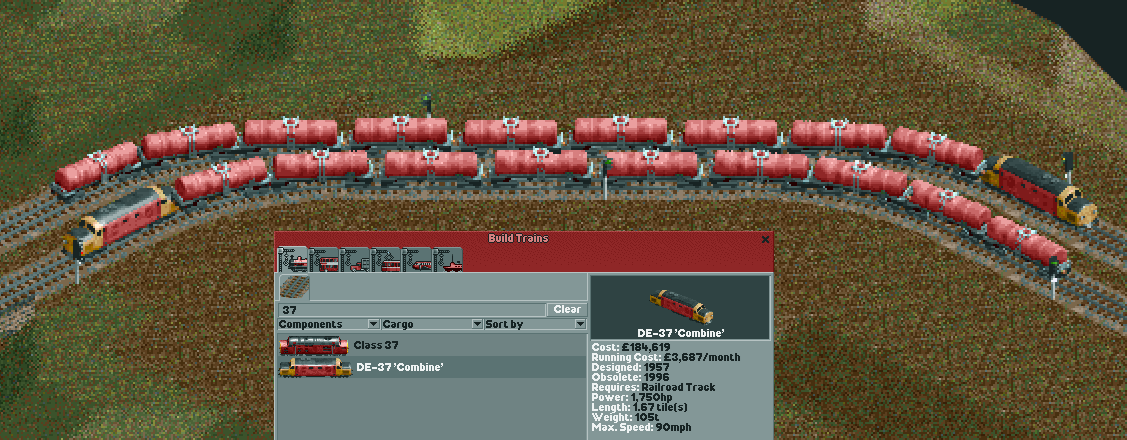 Build Trains
37
Clear
Components
Cargo
Sort by
Class 37
DE-37 'Combine'
DE-37 'Combine'
Cost: £184,619
Running Cost: £3,687/month
Designed: 1957
Obsolete: 1996
Requires: Railroad Track
Power: 1,750hp
Length: 1.67 tile(s)
Weight: 105t
Max. Speed: 90mph